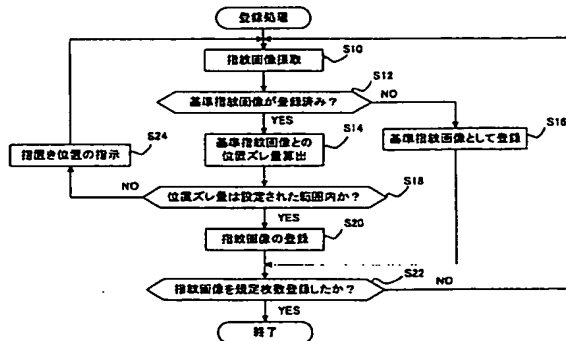 登録処理
S10
指紋画像採取
S12
基準指紋画像が登録済み？
NO
YES
S14
基準指紋画像との
位置ズレ量算出
S16
基準指紋画像として登録
S24
指置き位置の指示
S18
位置ズレ量は設定された範囲内か？
NO
YES
S20
指紋画像の登録
S22
指紋画像を規定枚数登録したか？
NO
YES
終了